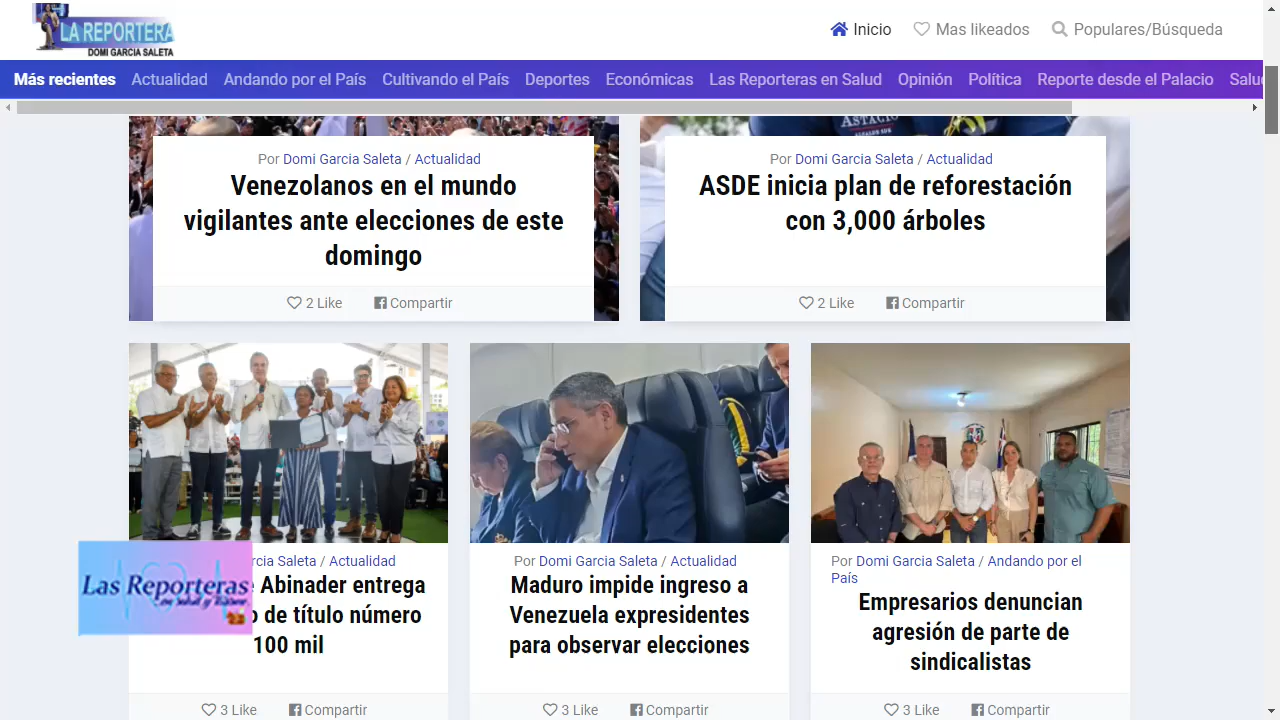 LA REPORTERA
DOMI GARCIA SALETA
Inicio
Mas likeados
Populares/Búsqueda
Más recientes
Actualidad
Andando por el País
Cultivando el País
Deportes
Económicas
Las Reporteras en Salud
Opinión
Política
Reporte desde el Palacio
ASTACIO
Por Domi Garcia Saleta / Actualidad
Venezolanos en el mundo
vigilantes ante elecciones de este
domingo
2 Like
Compartir
Por Domi Garcia Saleta / Actualidad
ASDE inicia plan de reforestación
con 3,000 árboles
2 Like
Compartir
Saleta / Actualidad
Abinader entrega
de título número
100 mil
3 Like
Compartir
Las Reporteras
Por Domi Garcia Saleta / Actualidad
Maduro impide ingreso a
Venezuela expresidentes
para observar elecciones
3 Like
Compartir
Por Domi Garcia Saleta / Andando por el
País
Empresarios denuncian
agresión de parte de
sindicalistas
3 Like
Compartir